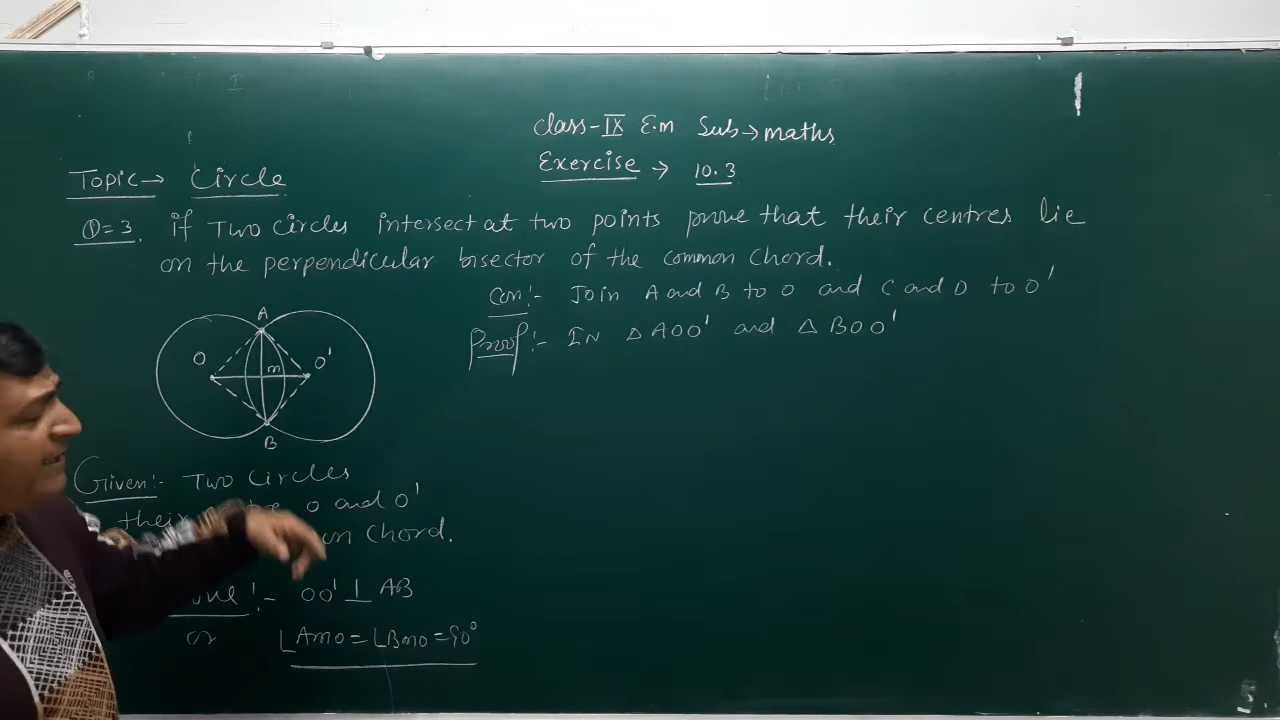 Class-IX E.m Sub→maths
Exercise → 10.3
Topic→ Circle
Q=3. if Two Circles intersect at two points prove that their centres lie
on the perpendicular bisector of the common Chord.
Con!- Join A and B to O and C and D to O'
Proof!- IN △AOO' and △BOO'
A
O
m
O'
B
Given!- Two Circles
their O and O'
Chord.
OO' ⊥ AB
or ∠AMO=∠BMO=90°